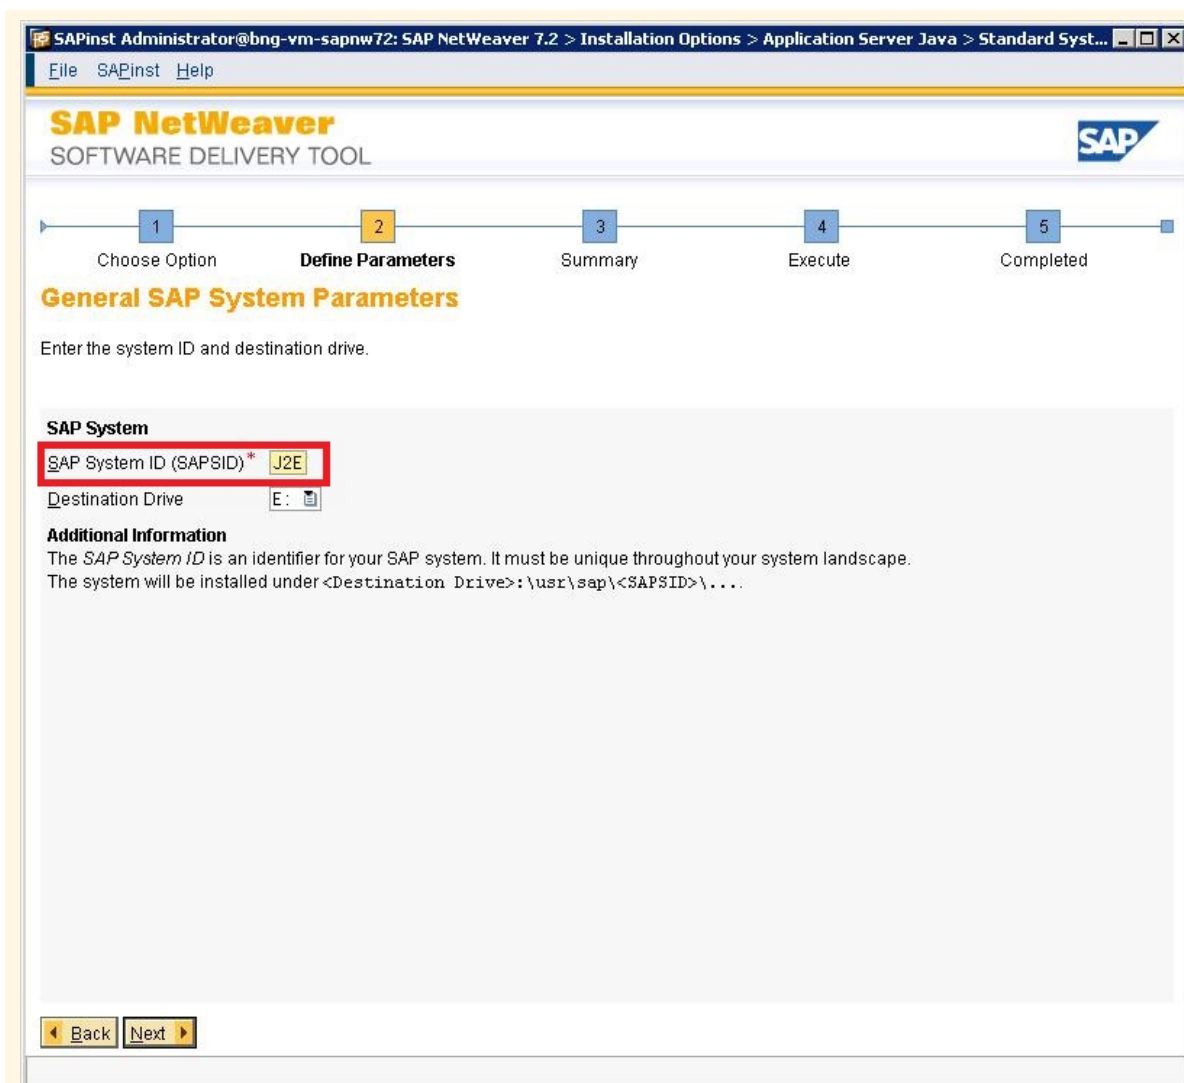 SAPinst Administrator@bng-vm-sapnw72: SAP NetWeaver 7.2 > Installation Options > Application Server Java > Standard Syst...
File SAPinst Help
SAP NetWeaver
SOFTWARE DELIVERY TOOL
SAP
1 2 3 4 5
Choose Option Define Parameters Summary Execute Completed
General SAP System Parameters
Enter the system ID and destination drive.
SAP System
SAP System ID (SAPSID)* J2E
Destination Drive E:
Additional Information
The SAP System ID is an identifier for your SAP system. It must be unique throughout your system landscape.
The system will be installed under <Destination Drive>:\usr\sap\<SAPSID>\....
Back Next